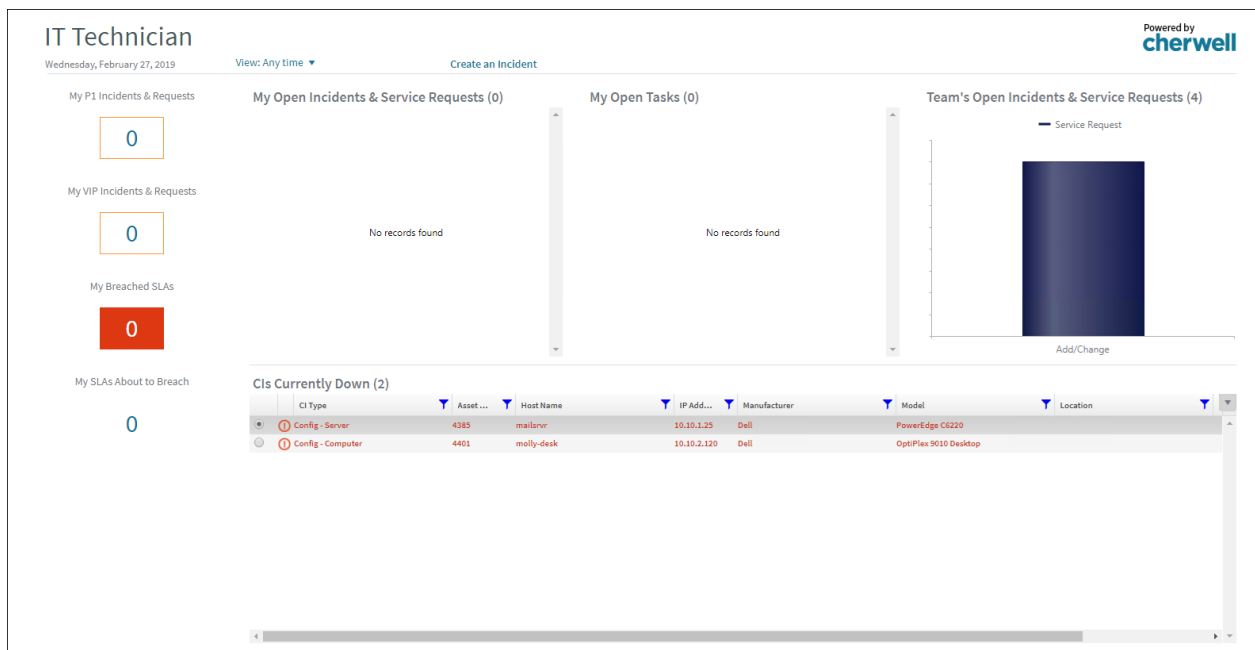 IT Technician
Powered by
cherwell
Wednesday, February 27, 2019
View: Any time
Create an Incident
My P1 Incidents & Requests
0
My VIP Incidents & Requests
0
My Breached SLAs
0
My SLAs About to Breach
0
My Open Incidents & Service Requests (0)
No records found
My Open Tasks (0)
No records found
Team's Open Incidents & Service Requests (4)
Service Request
Add/Change
CIs Currently Down (2)
CI Type Asset ... Host Name IP Add... Manufacturer Model Location
Config - Server 4385 mailsrvr 10.10.1.25 Dell PowerEdge C6220
Config - Computer 4401 molly-desk 10.10.2.120 Dell OptiPlex 9010 Desktop